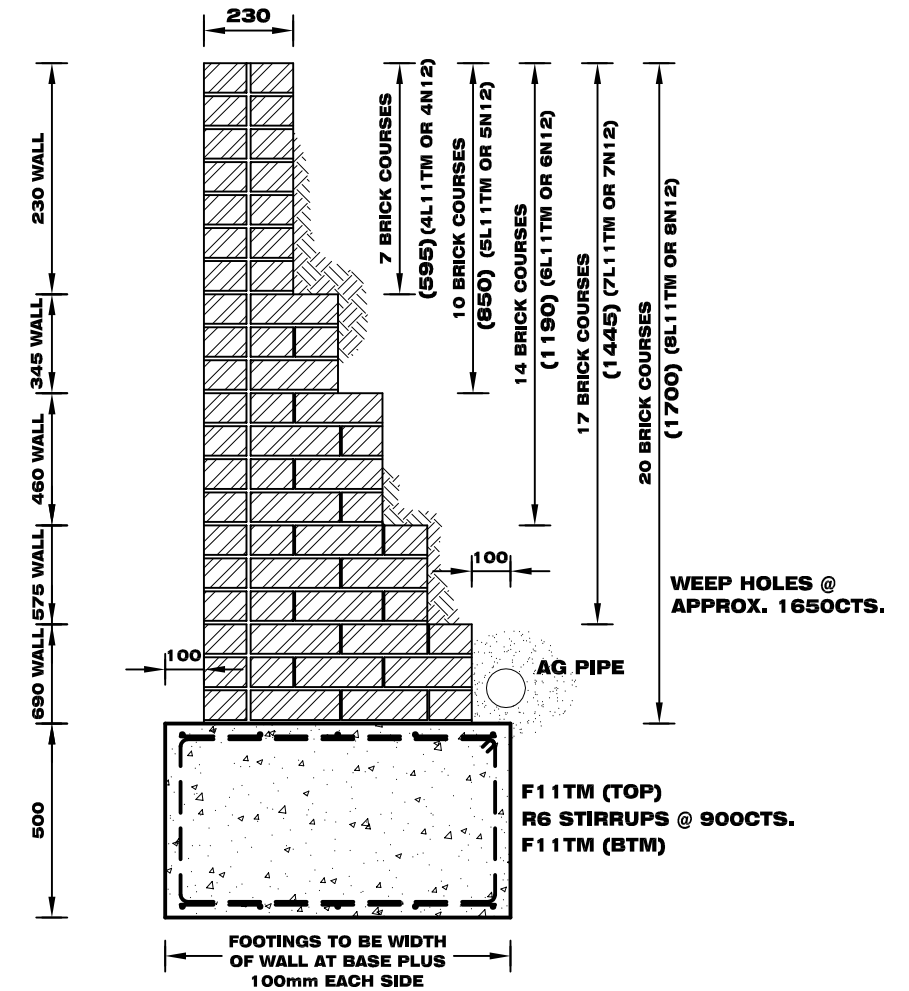 230
230 WALL
345 WALL
460 WALL
575 WALL
690 WALL
500
7 BRICK COURSES
(595) (4L11TM OR 4N12)
10 BRICK COURSES
(850) (5L11TM OR 5N12)
14 BRICK COURSES
(1190) (6L11TM OR 6N12)
17 BRICK COURSES
(1445) (7L11TM OR 7N12)
20 BRICK COURSES
(1700) (8L11TM OR 8N12)
100
WEEP HOLES @
APPROX. 1650CTS.
100
AG PIPE
F11TM (TOP)
R6 STIRRUPS @ 900CTS.
F11TM (BTM)
FOOTINGS TO BE WIDTH
OF WALL AT BASE PLUS
100mm EACH SIDE